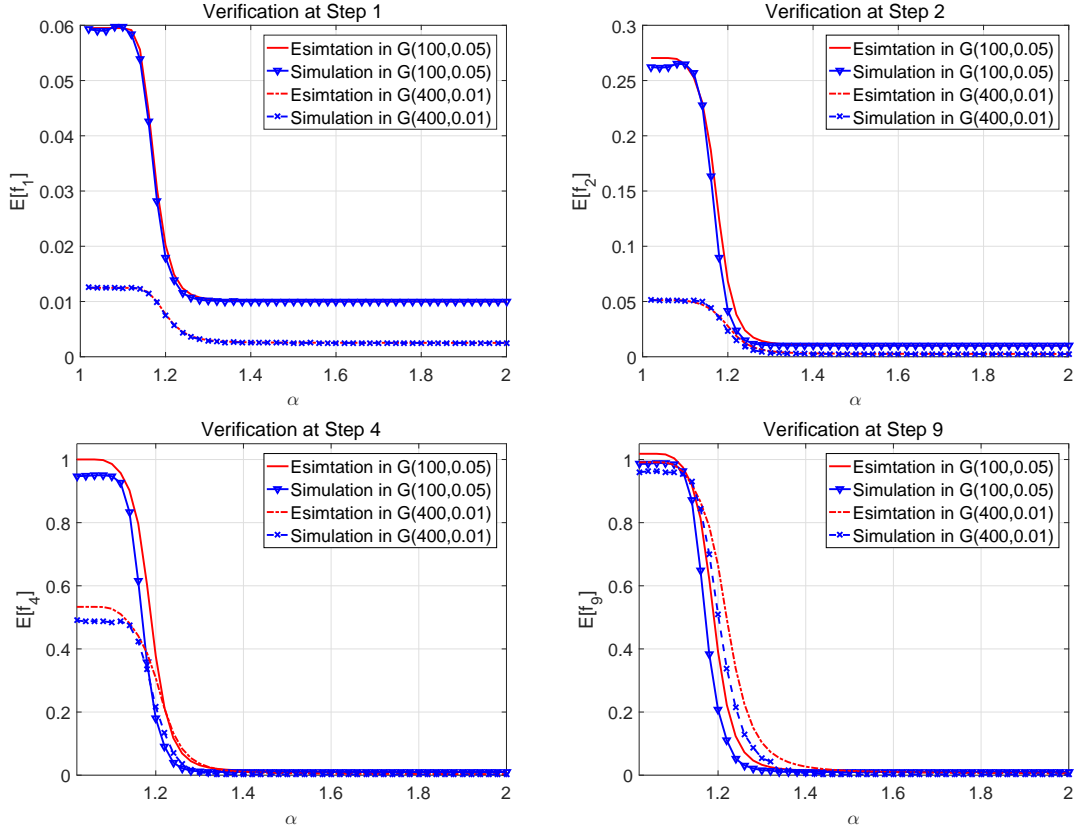 Verification at Step 1
0.06
0.05
0.04
0.03
0.02
0.01
0
E[f1]
Esimtation in G(100,0.05)
Simulation in G(100,0.05)
Esimtation in G(400,0.01)
Simulation in G(400,0.01)
1 1.2 1.4 1.6 1.8 2
α
Verification at Step 2
0.3
0.25
0.2
0.15
0.1
0.05
0
E[f2]
Esimtation in G(100,0.05)
Simulation in G(100,0.05)
Esimtation in G(400,0.01)
Simulation in G(400,0.01)
1 1.2 1.4 1.6 1.8 2
α
Verification at Step 4
1
0.8
0.6
0.4
0.2
0
E[f4]
Esimtation in G(100,0.05)
Simulation in G(100,0.05)
Esimtation in G(400,0.01)
Simulation in G(400,0.01)
1.2 1.4 1.6 1.8 2
α
Verification at Step 9
1
0.8
0.6
0.4
0.2
0
E[f9]
Esimtation in G(100,0.05)
Simulation in G(100,0.05)
Esimtation in G(400,0.01)
Simulation in G(400,0.01)
1.2 1.4 1.6 1.8 2
α